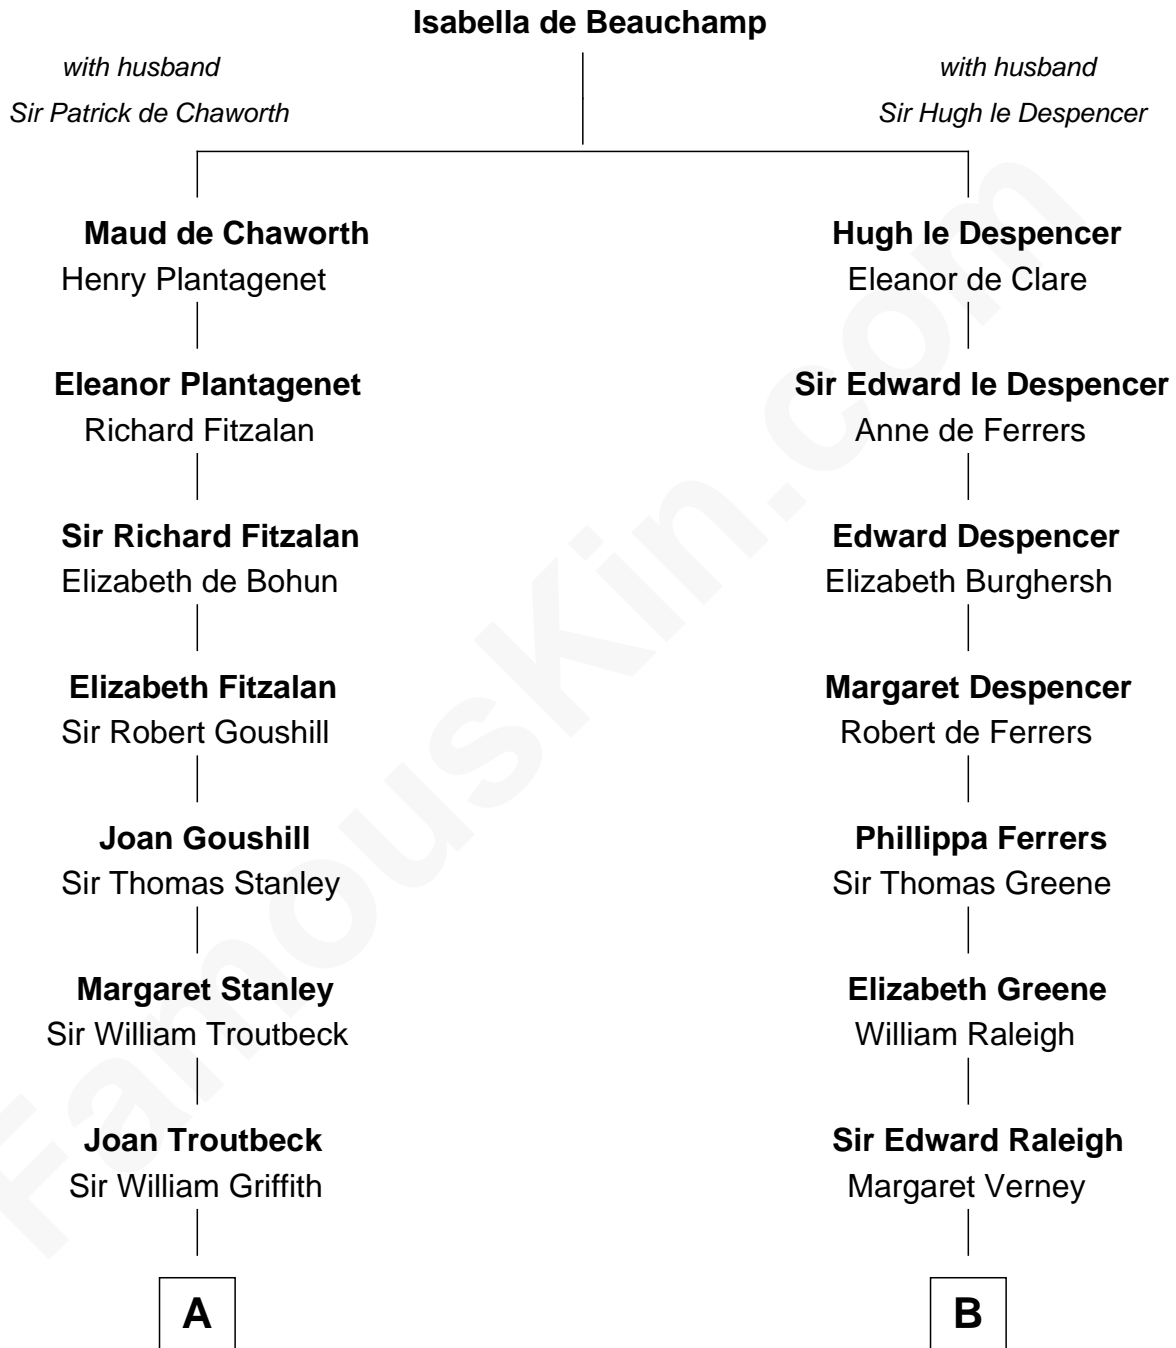 Isabella de Beauchamp
with husband
Sir Patrick de Chaworth
with husband
Sir Hugh le Despencer
Maud de Chaworth
Henry Plantagenet
Eleanor Plantagenet
Richard Fitzalan
Sir Richard Fitzalan
Elizabeth de Bohun
Elizabeth Fitzalan
Sir Robert Goushill
Joan Goushill
Sir Thomas Stanley
Margaret Stanley
Sir William Troutbeck
Joan Troutbeck
Sir William Griffith
A
Hugh le Despencer
Eleanor de Clare
Sir Edward le Despencer
Anne de Ferrers
Edward Despencer
Elizabeth Burghersh
Margaret Despencer
Robert de Ferrers
Phillippa Ferrers
Sir Thomas Greene
Elizabeth Greene
William Raleigh
Sir Edward Raleigh
Margaret Verney
B
FamousKin.com